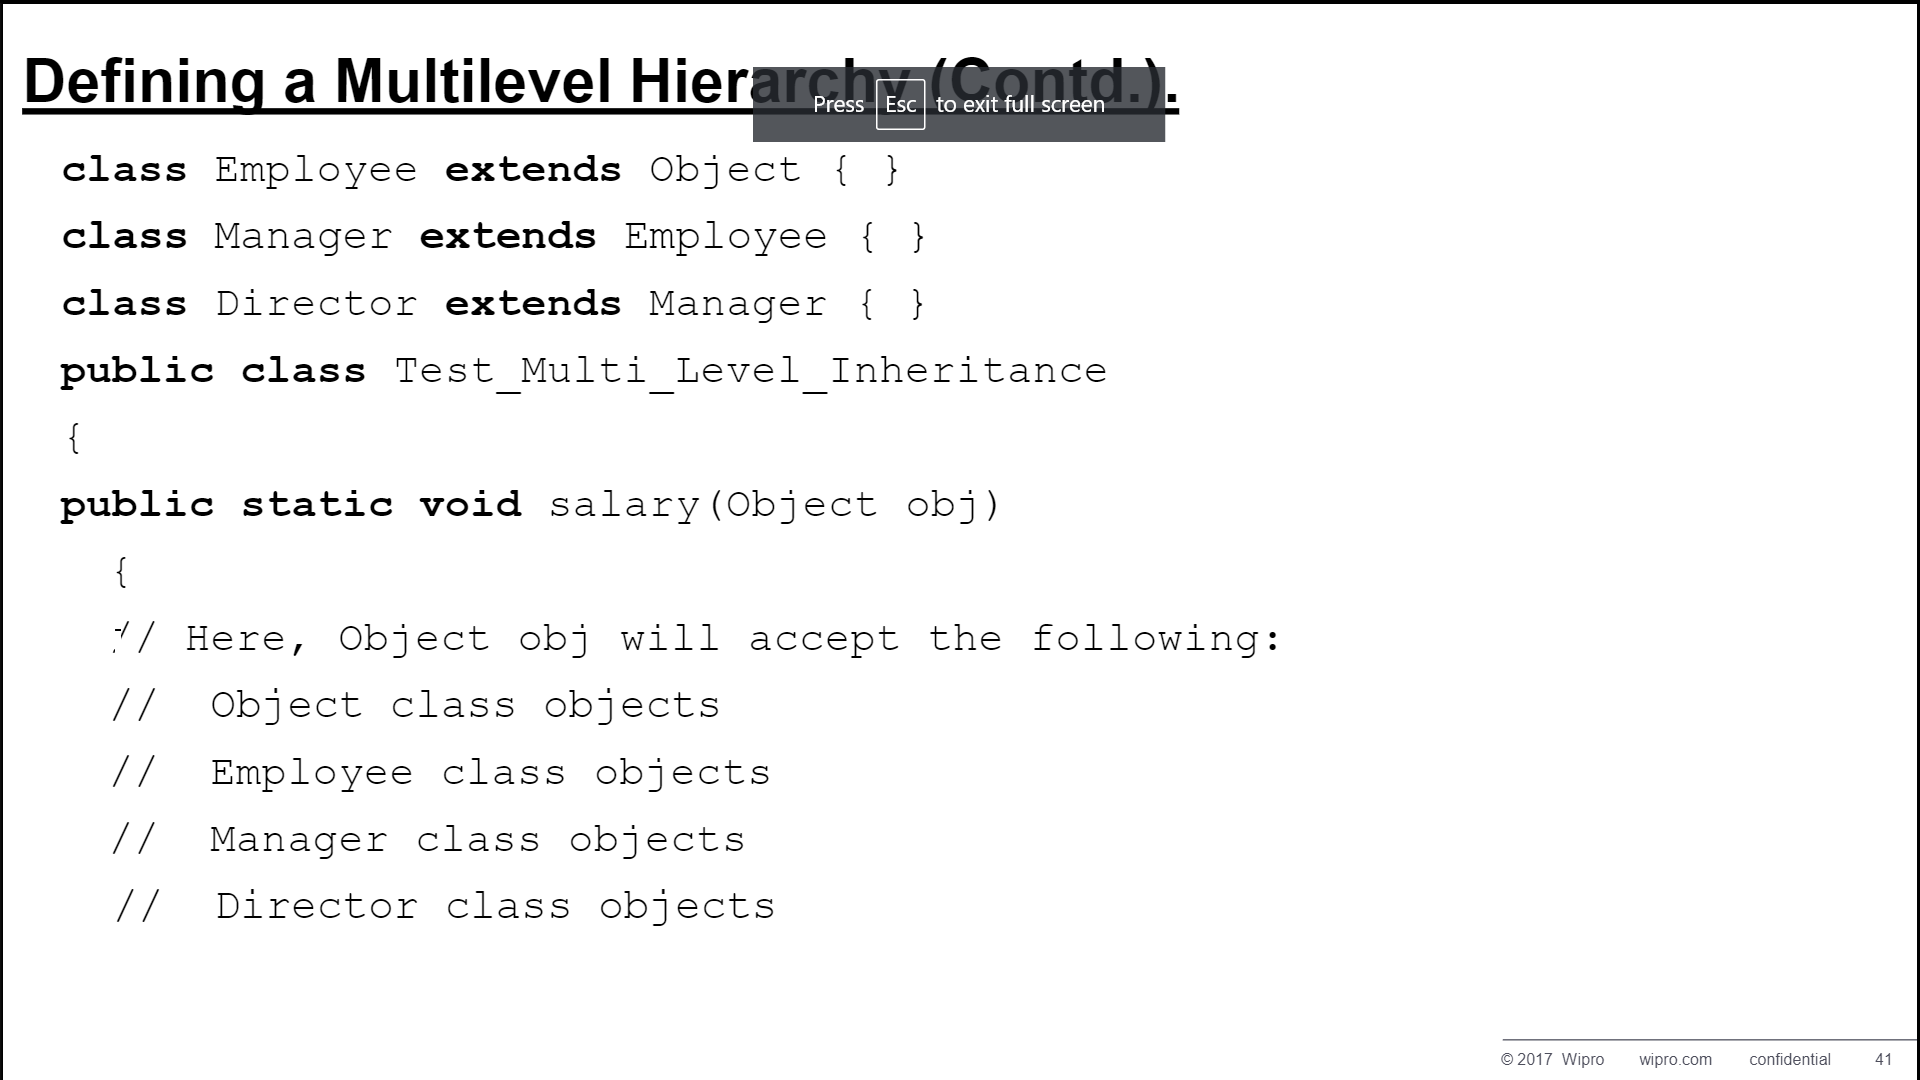 Defining a Multilevel Hierarchy (Contd.).
Press Esc to exit full screen
class Employee extends Object { }
class Manager extends Employee { }
class Director extends Manager { }
public class Test_Multi_Level_Inheritance
{
public static void salary(Object obj)
{
// Here, Object obj will accept the following:
// Object class objects
// Employee class objects
// Manager class objects
// Director class objects
© 2017 Wipro wipro.com confidential 41